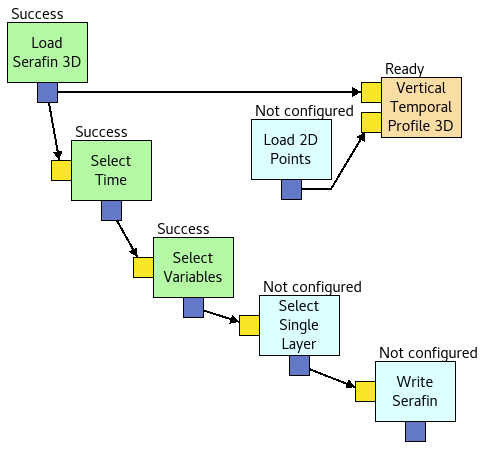 Success
Load
Serafin 3D
Ready
Vertical
Temporal
Profile 3D
Not configured
Load 2D
Points
Success
Select
Time
Success
Select
Variables
Not configured
Select
Single
Layer
Not configured
Write
Serafin